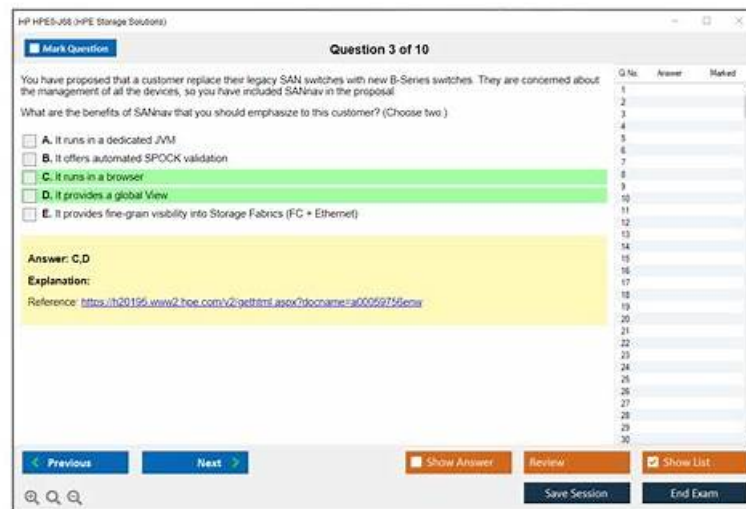 HP HPE0-J68 (HPE Storage Solutions)
Mark Question
Question 3 of 10
You have proposed that a customer replace their legacy SAN switches with new B-Series switches. They are concerned about
the management of all the devices, so you have included SANnav in the proposal
What are the benefits of SANnav that you should emphasize to this customer? (Choose two.)
A. It runs in a dedicated JVM
B. It offers automated SPOCK validation
C. It runs in a browser
D. It provides a global View
E. It provides fine-grain visibility into Storage Fabrics (FC + Ethernet)
Answer: C,D
Explanation:
Reference: https://h20195.www2.hpe.com/v2/gethtml.aspx?docname=a00059756enw
Q.No. Answer Marked
1
2
3
4
5
6
7
8
9
10
11
12
13
14
15
16
17
18
19
20
21
22
23
24
25
26
27
28
29
30
Previous Next Show Answer Review Show List
Save Session End Exam